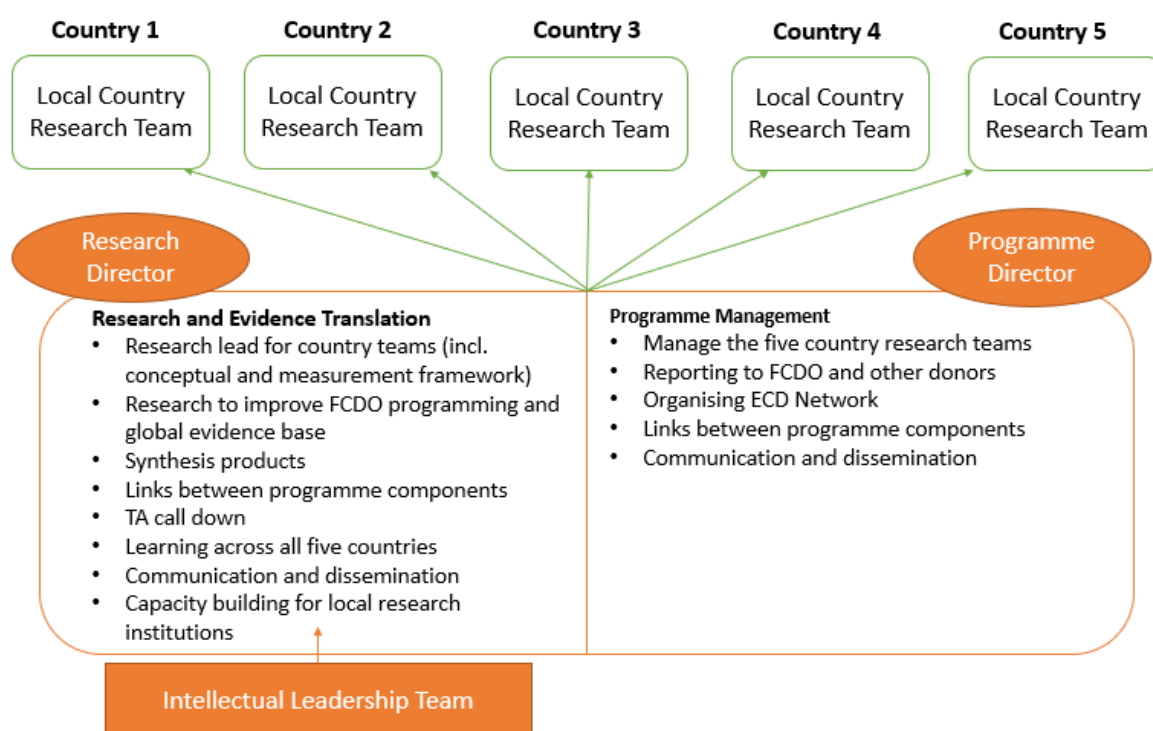 Country 1
Country 2
Country 3
Country 4
Country 5
Local Country
Research Team
Local Country
Research Team
Local Country
Research Team
Local Country
Research Team
Local Country
Research Team
Research
Director
Programme
Director
Research and Evidence Translation
• Research lead for country teams (incl.
conceptual and measurement framework)
• Research to improve FCDO programming and
global evidence base
• Synthesis products
• Links between programme components
• TA call down
• Learning across all five countries
• Communication and dissemination
• Capacity building for local research
institutions
Programme Management
• Manage the five country research teams
• Reporting to FCDO and other donors
• Organising ECD Network
• Links between programme components
• Communication and dissemination
Intellectual Leadership Team